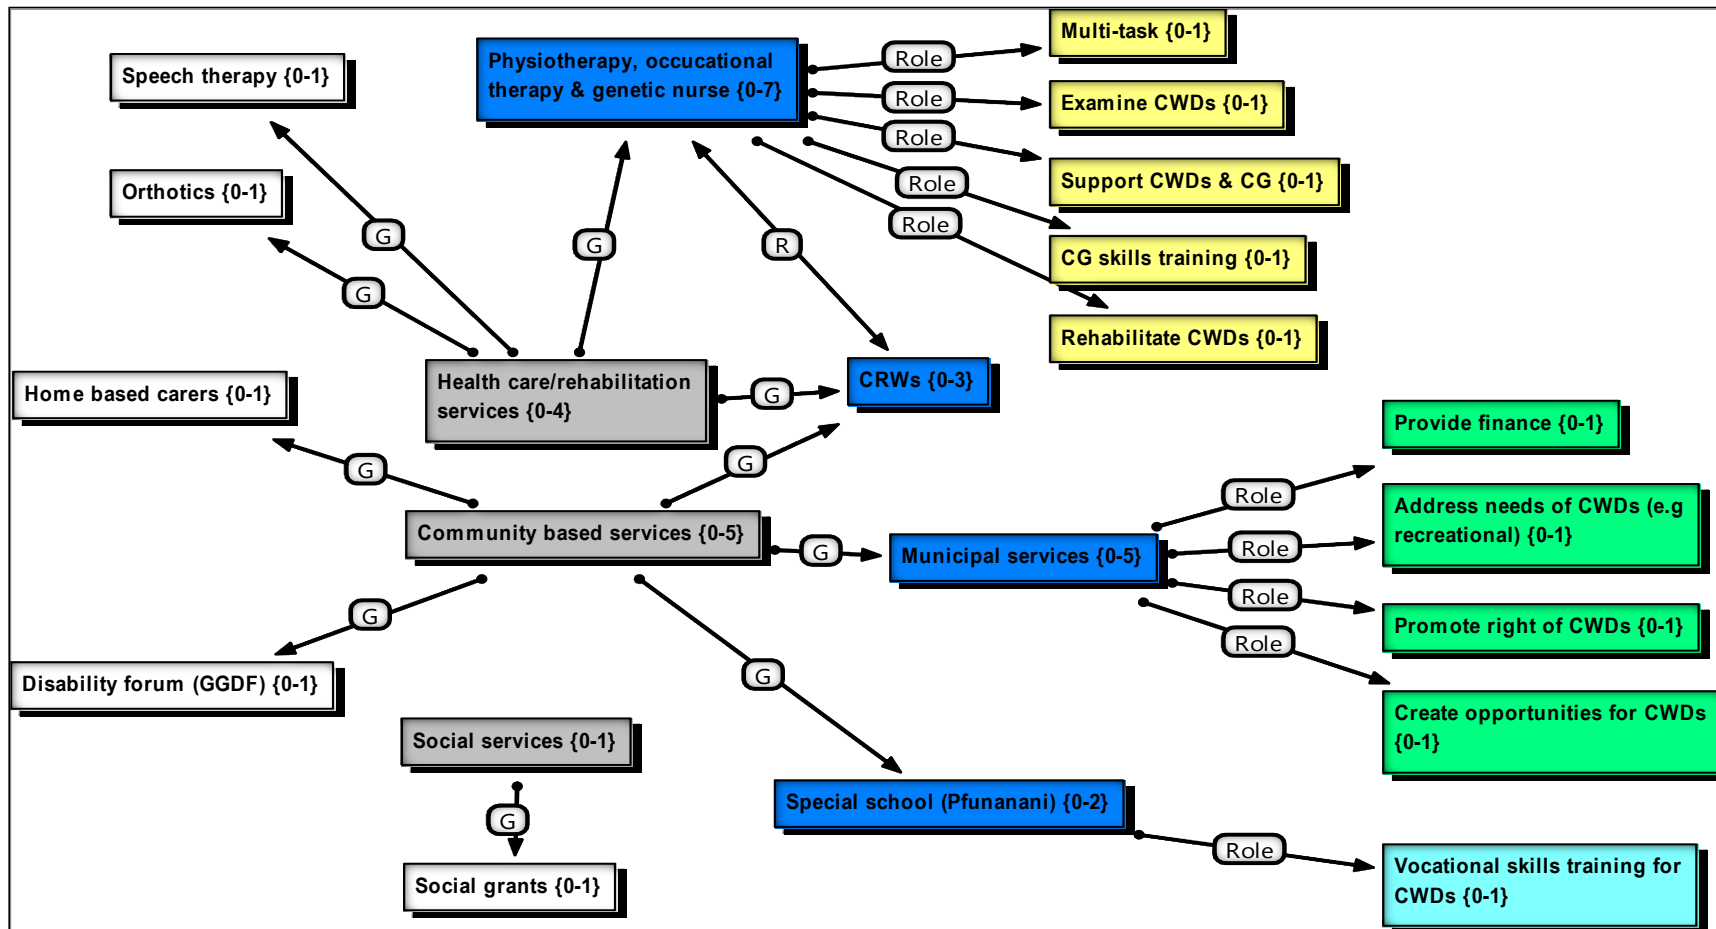 Multi-task {0-1}
Speech therapy {0-1}
Physiotherapy, occucational
therapy & genetic nurse {0-7}
Role
Role
Examine CWDs {0-1}
Role
Orthotics {0-1}
Support CWDs & CG {0-1}
Role
Role
G
G
R
CG skills training {0-1}
G
Rehabilitate CWDs {0-1}
Home based carers {0-1}
Health care/rehabilitation
services {0-4}
G
CRWs {0-3}
Provide finance {0-1}
G
G
Role
Community based services {0-5}
G
Municipal services {0-5}
Role
Address needs of CWDs (e.g
recreational) {0-1}
Role
G
Role
Promote right of CWDs {0-1}
Disability forum (GGDF) {0-1}
G
Create opportunities for CWDs
{0-1}
Social services {0-1}
G
Special school (Pfunanani) {0-2}
Role
Social grants {0-1}
Vocational skills training for
CWDs {0-1}